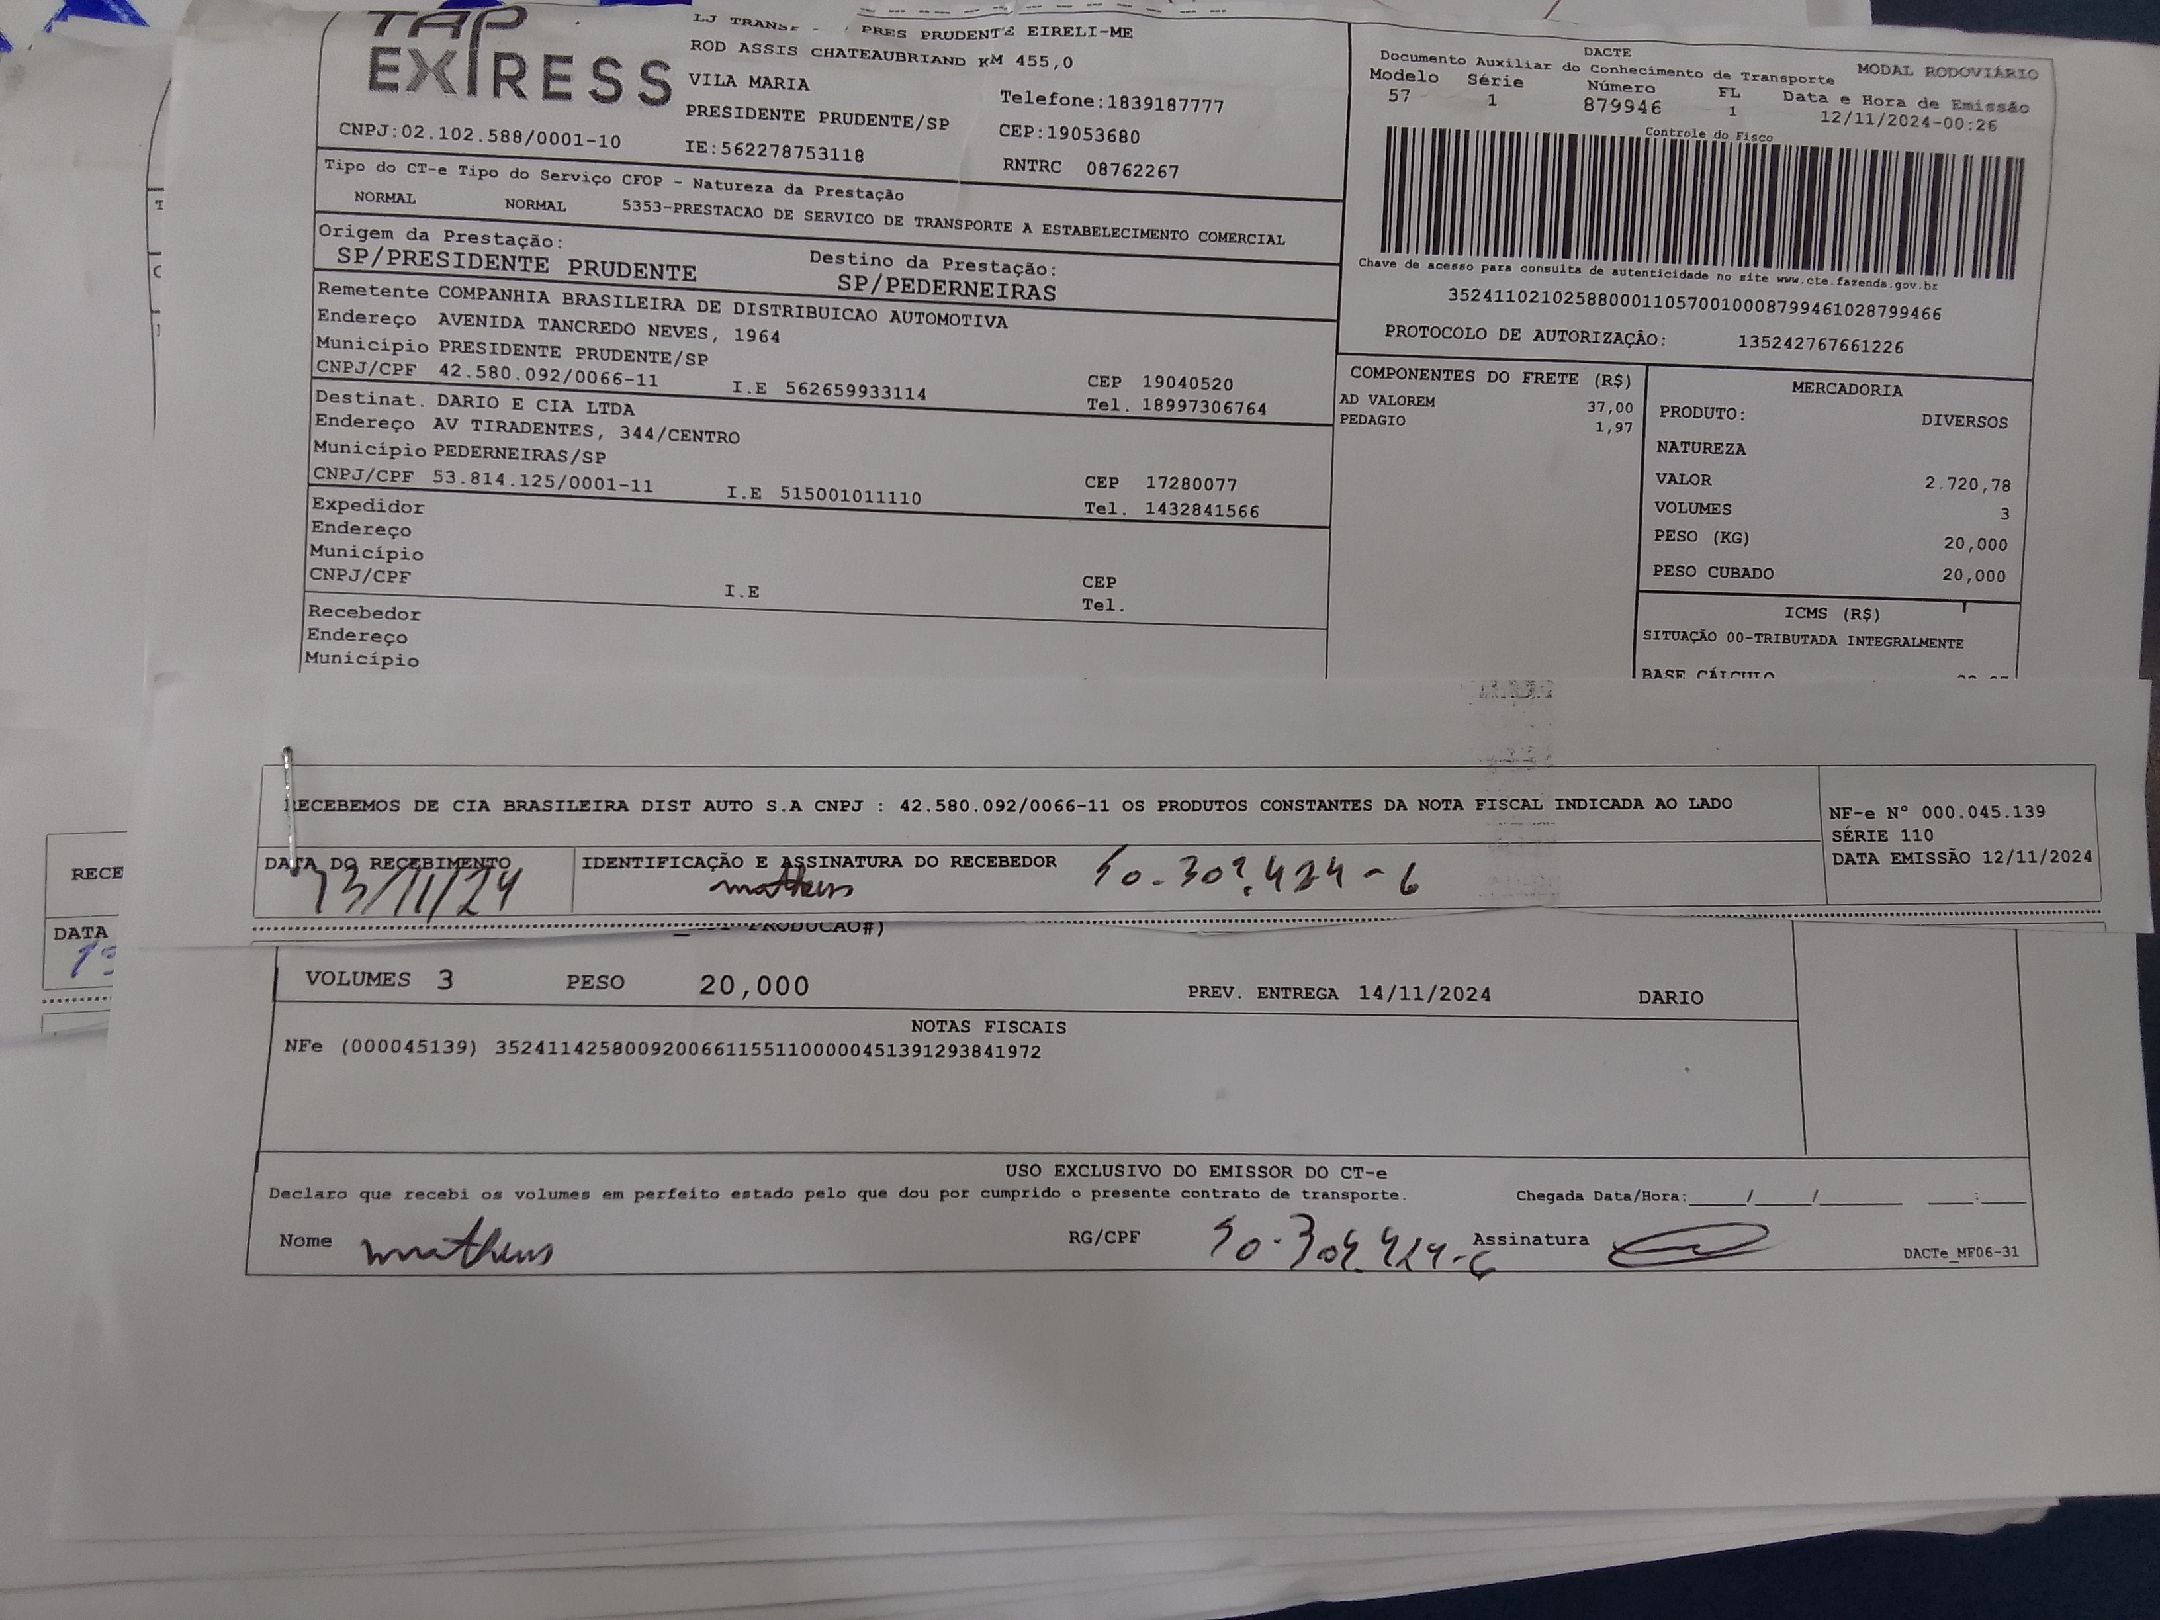 TAP
EXPRESS
PRES PRUDENTE EIRELI-ME
ROD ASSIS CHATEAUBRIAND KM 455,0
VILA MARIA
Telefone:1839187777
PRESIDENTE PRUDENTE/SP
CEP:19053680
CNPJ:02.102.588/0001-10
IE:562278753118
RNTRC 08762267
DACTE
Documento Auxiliar do Conhecimento de Transporte
MODAL RODOVIÁRIO
Modelo Série Número FL Data e Hora de Emissão
57 1 879946 1 12/11/2024-00:26
Controle do Fisco
Chave de acesso para consulta de autenticidade no site www.cte.fazenda.gov.br
35241102102588000110570010008799461028799466
PROTOCOLO DE AUTORIZAÇÃO: 135242767661226
Tipo do CT-e Tipo do Serviço CFOP - Natureza da Prestação
NORMAL NORMAL 5353-PRESTACAO DE SERVICO DE TRANSPORTE A ESTABELECIMENTO COMERCIAL
Origem da Prestação: Destino da Prestação:
SP/PRESIDENTE PRUDENTE SP/PEDERNEIRAS
Remetente COMPANHIA BRASILEIRA DE DISTRIBUICAO AUTOMOTIVA
Endereço AVENIDA TANCREDO NEVES, 1964
Município PRESIDENTE PRUDENTE/SP CEP 19040520
CNPJ/CPF 42.580.092/0066-11 I.E 562659933114 Tel. 18997306764
Destinat. DARIO E CIA LTDA
Endereço AV TIRADENTES, 344/CENTRO
Município PEDERNEIRAS/SP CEP 17280077
CNPJ/CPF 53.814.125/0001-11 I.E 515001011110 Tel. 1432841566
Expedidor
Endereço
Município CEP
CNPJ/CPF I.E Tel.
Recebedor
Endereço
Município
COMPONENTES DO FRETE (R$)
AD VALOREM 37,00
PEDAGIO 1,97
MERCADORIA
PRODUTO: DIVERSOS
NATUREZA
VALOR 2.720,78
VOLUMES 3
PESO (KG) 20,000
PESO CUBADO 20,000
ICMS (R$)
SITUAÇÃO 00-TRIBUTADA INTEGRALMENTE
BASE CÁLCULO
RECEBEMOS DE CIA BRASILEIRA DIST AUTO S.A CNPJ : 42.580.092/0066-11 OS PRODUTOS CONSTANTES DA NOTA FISCAL INDICADA AO LADO
NF-e N° 000.045.139
SÉRIE 110
DATA EMISSÃO 12/11/2024
DATA DO RECEBIMENTO IDENTIFICAÇÃO E ASSINATURA DO RECEBEDOR
13/11/24 matheus
RECE
DATA
PRODUCAO#)
VOLUMES 3 PESO 20,000 PREV. ENTREGA 14/11/2024 DARIO
NOTAS FISCAIS
NFe (000045139) 35241142580092006611551100000451391293841972
USO EXCLUSIVO DO EMISSOR DO CT-e
Declaro que recebi os volumes em perfeito estado pelo que dou por cumprido o presente contrato de transporte. Chegada Data/Hora:____/____/____ ___:___
Nome matheus RG/CPF Assinatura
DACTe_MF06-31